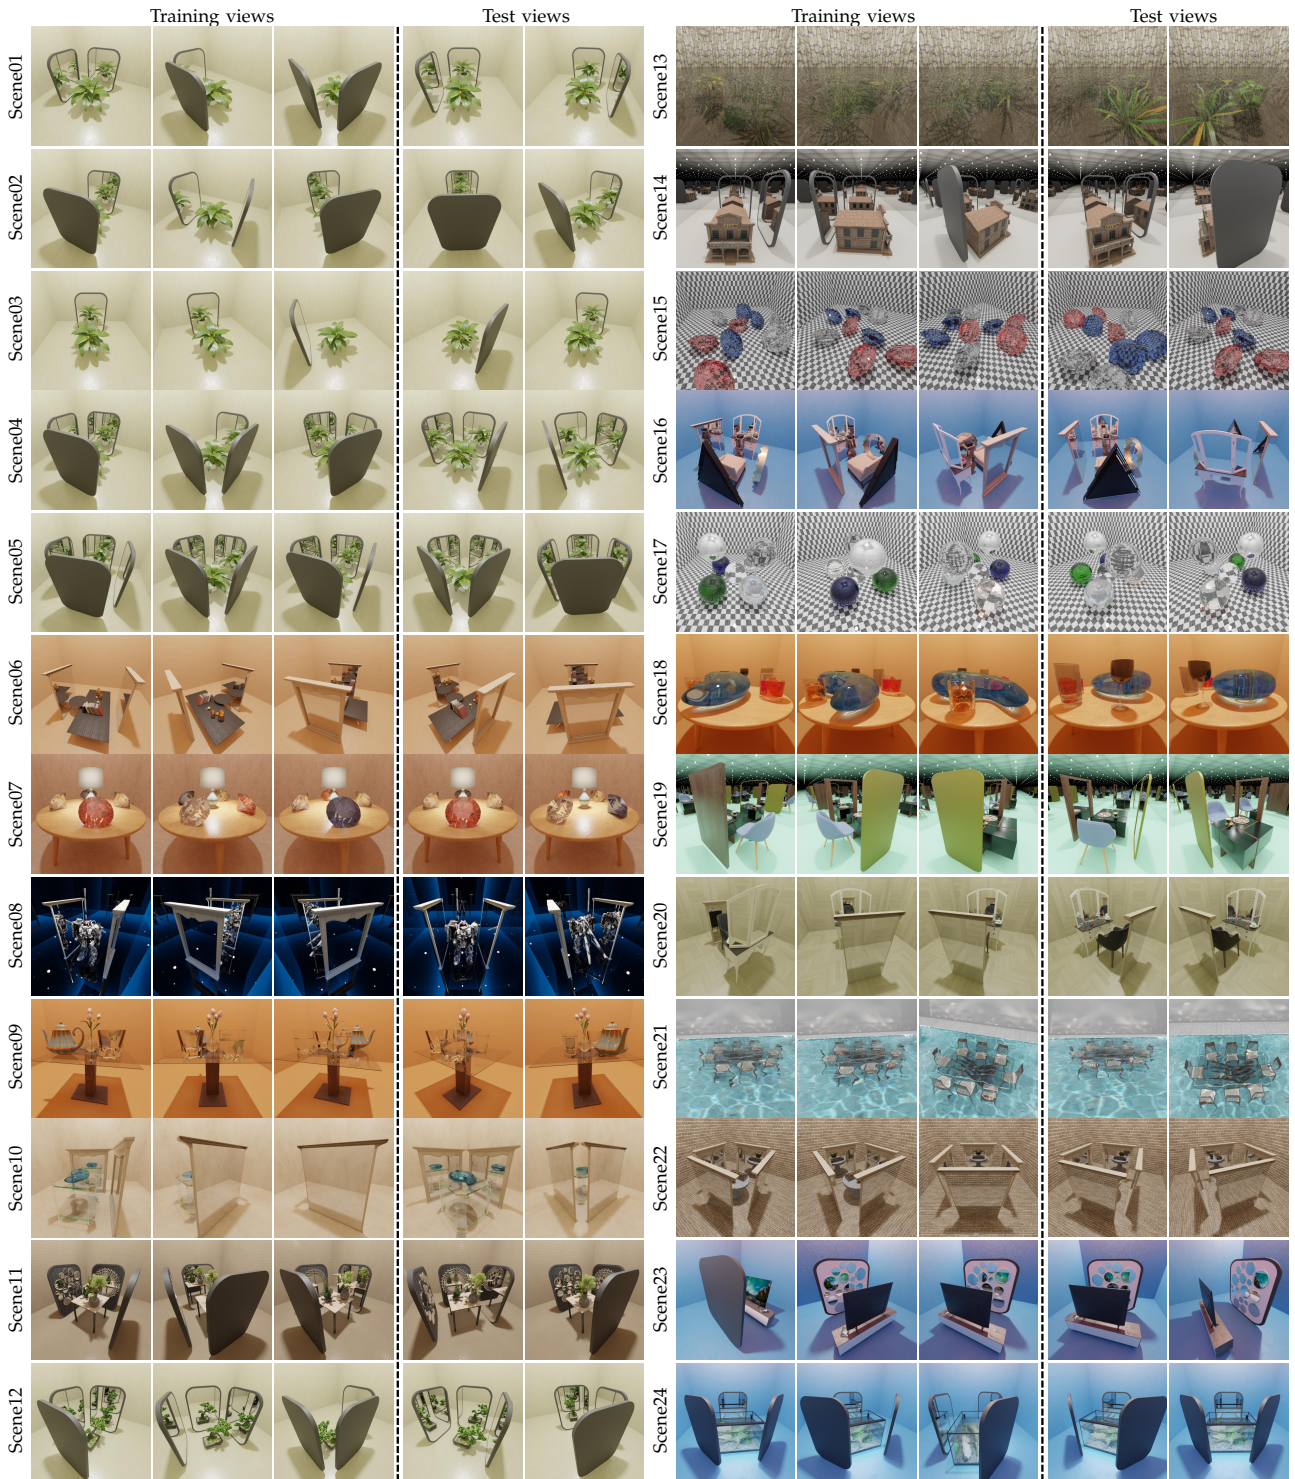 Training views
Test views
Training views
Test views
Scene01
Scene02
Scene03
Scene04
Scene05
Scene06
Scene07
Scene08
Scene09
Scene10
Scene11
Scene12
Scene13
Scene14
Scene15
Scene16
Scene17
Scene18
Scene19
Scene20
Scene21
Scene22
Scene23
Scene24